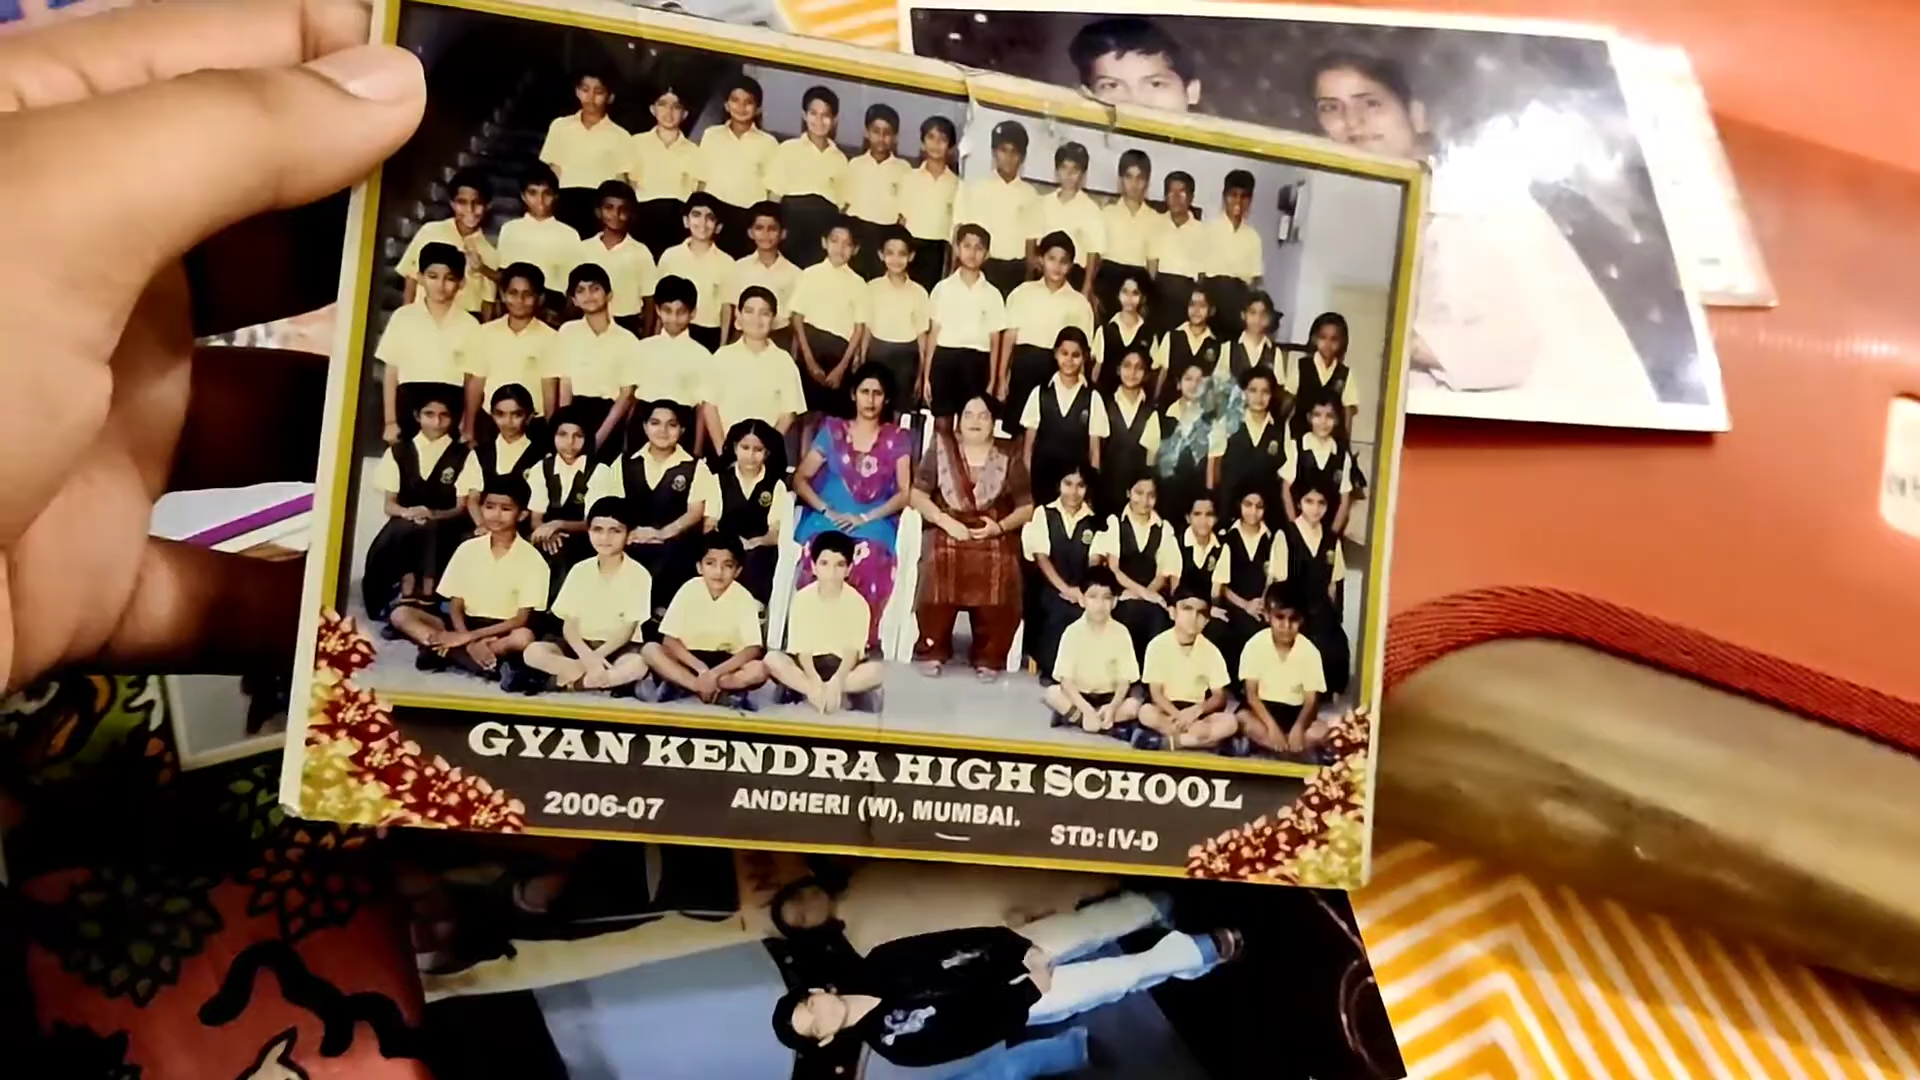 GYAN KENDRA HIGH SCHOOL
2006-07 ANDHERI (W), MUMBAI. STD: IV-D